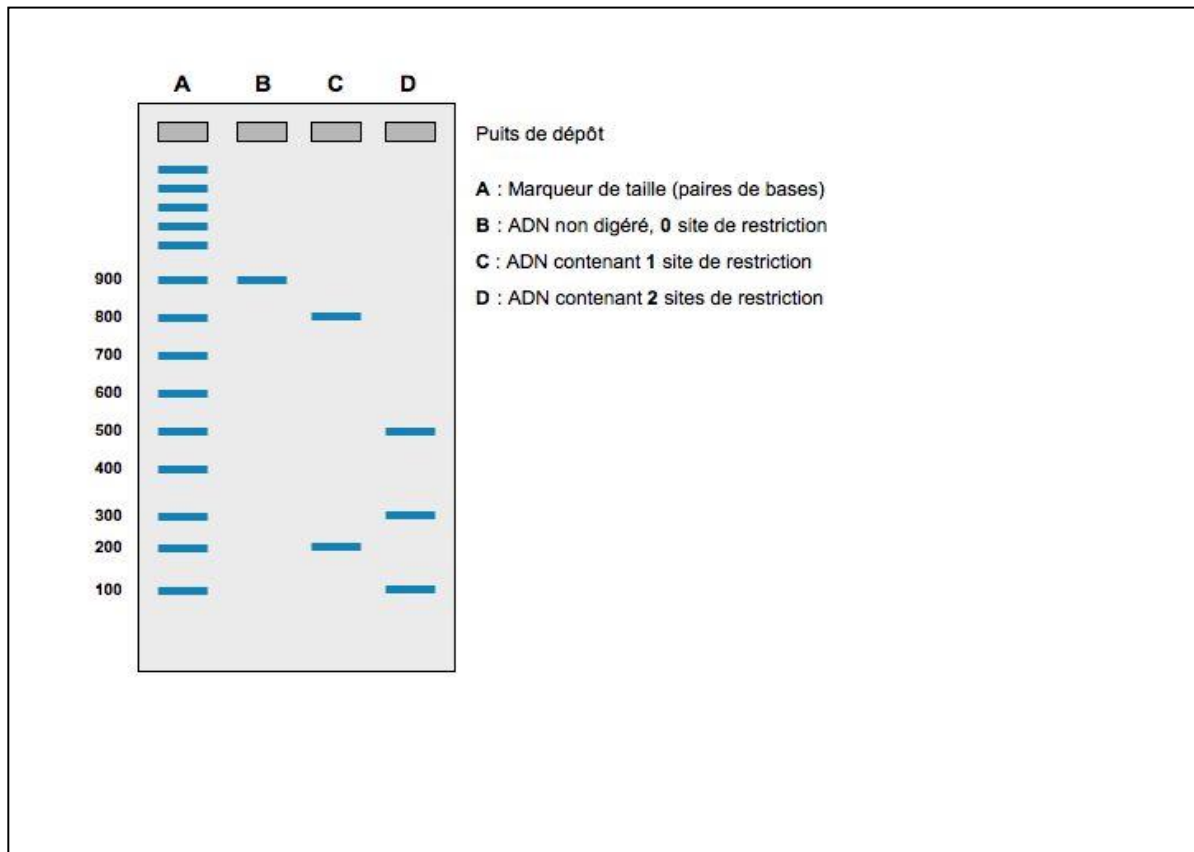 A B C D
Puits de dépôt
A : Marqueur de taille (paires de bases)
B : ADN non digéré, 0 site de restriction
C : ADN contenant 1 site de restriction
D : ADN contenant 2 sites de restriction
900
800
700
600
500
400
300
200
100